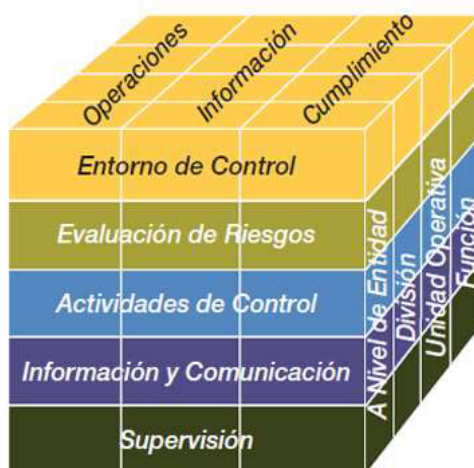 Operaciones
Información
Cumplimiento
Entorno de Control
Evaluación de Riesgos
Actividades de Control
Información y Comunicación
Supervisión
A Nivel de Entidad
División
Unidad Operativa
Función